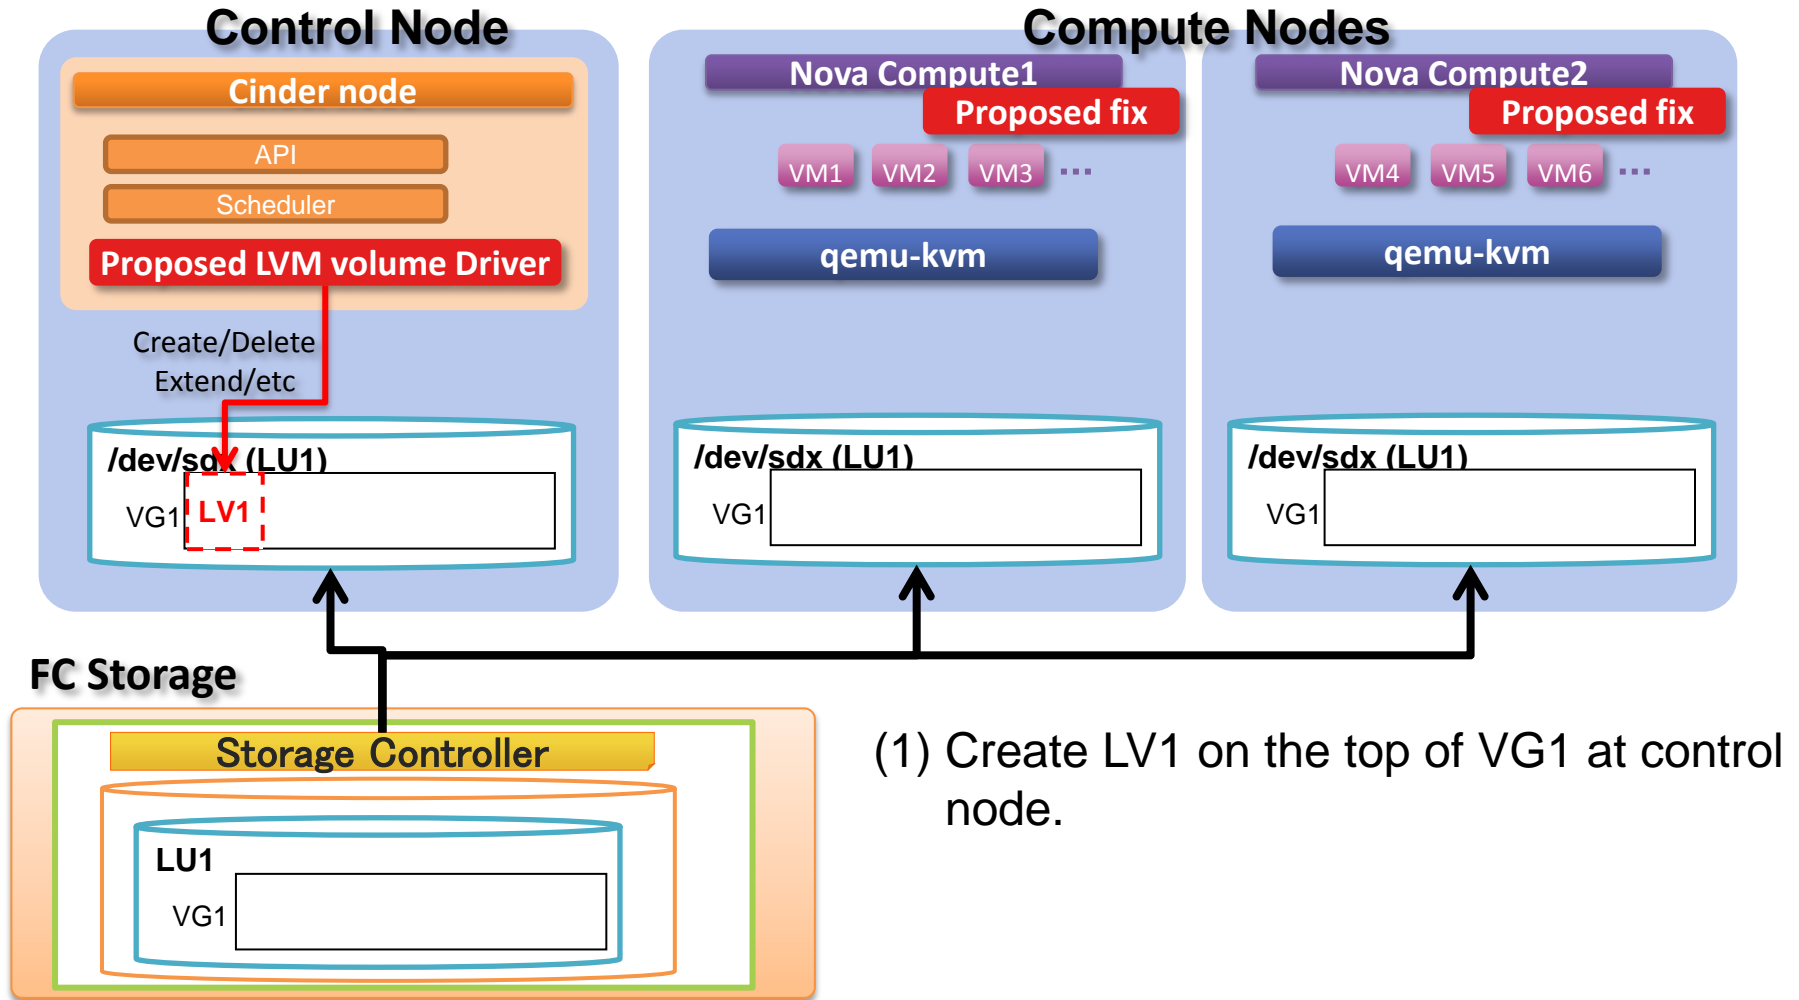 Control Node
Cinder node
API
Scheduler
Proposed LVM volume Driver
Create/Delete
Extend/etc
/dev/sdx (LU1)
VG1
LV1
Compute Nodes
Nova Compute1
Proposed fix
VM1 VM2 VM3 ...
qemu-kvm
/dev/sdx (LU1)
VG1
Nova Compute2
Proposed fix
VM4 VM5 VM6 ...
qemu-kvm
/dev/sdx (LU1)
VG1
FC Storage
Storage Controller
LU1
VG1
(1) Create LV1 on the top of VG1 at control
node.